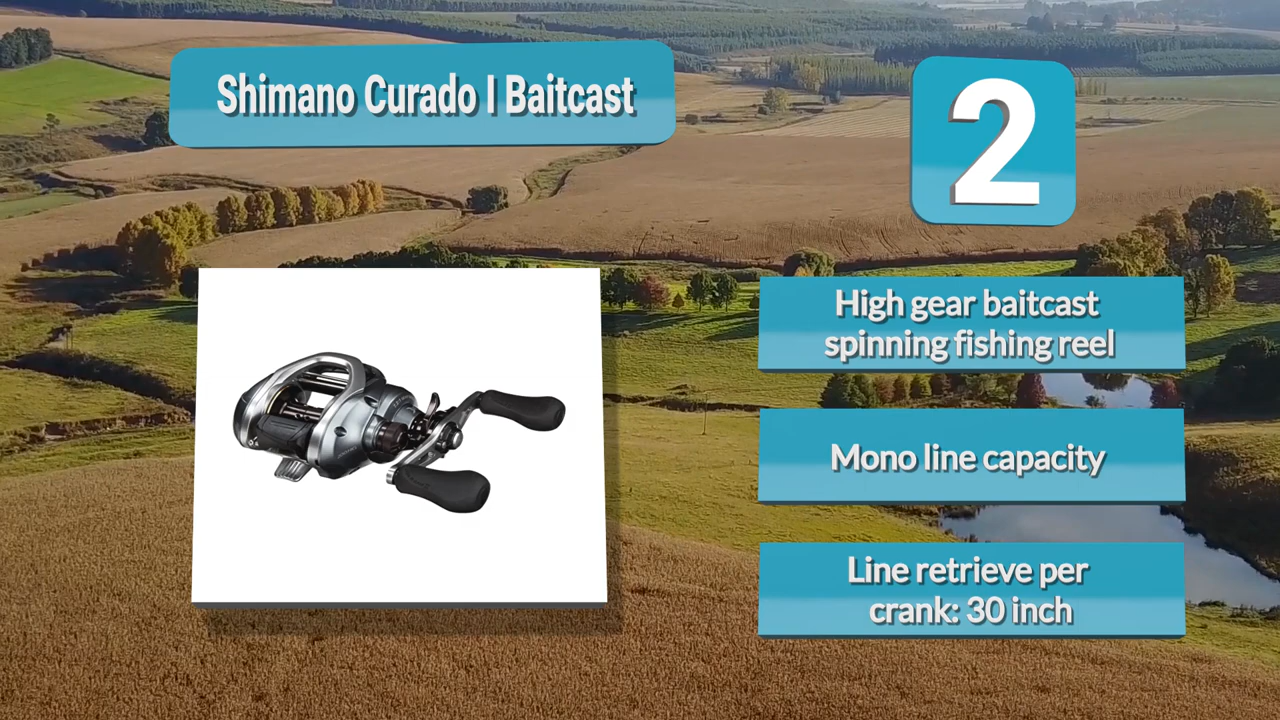 Shimano Curado I Baitcast
2
High gear baitcast
spinning fishing reel
Mono line capacity
Line retrieve per
crank: 30 inch